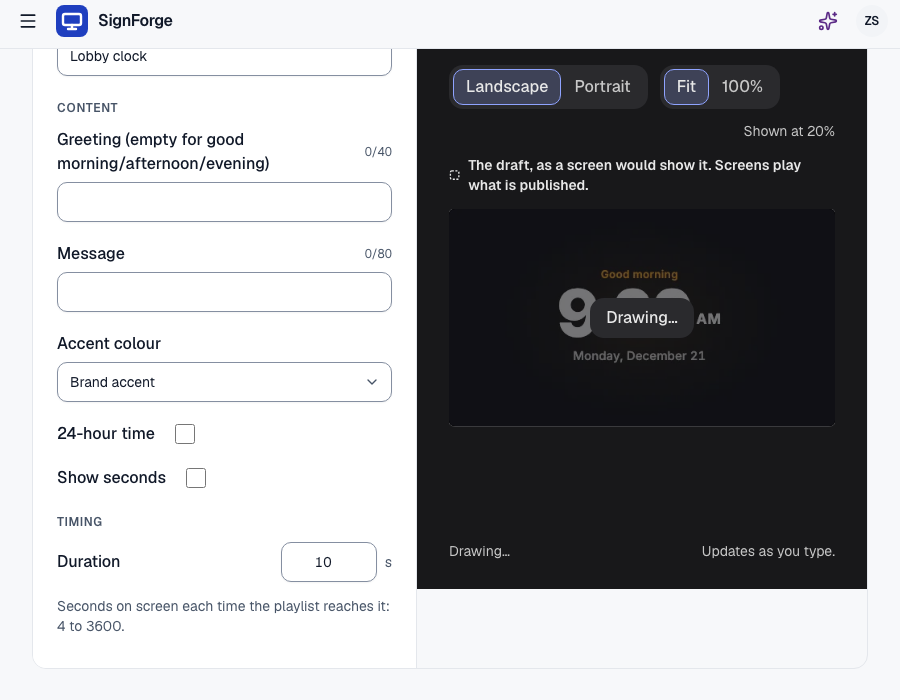 SignForge
ZS
Lobby clock
CONTENT
Greeting (empty for good
morning/afternoon/evening)
0/40
Message
0/80
Accent colour
Brand accent
24-hour time
Show seconds
TIMING
Duration
10
s
Seconds on screen each time the playlist reaches it:
4 to 3600.
Landscape
Portrait
Fit
100%
Shown at 20%
The draft, as a screen would show it. Screens play
what is published.
Good morning
AM
Drawing…
Monday, December 21
Drawing…
Updates as you type.